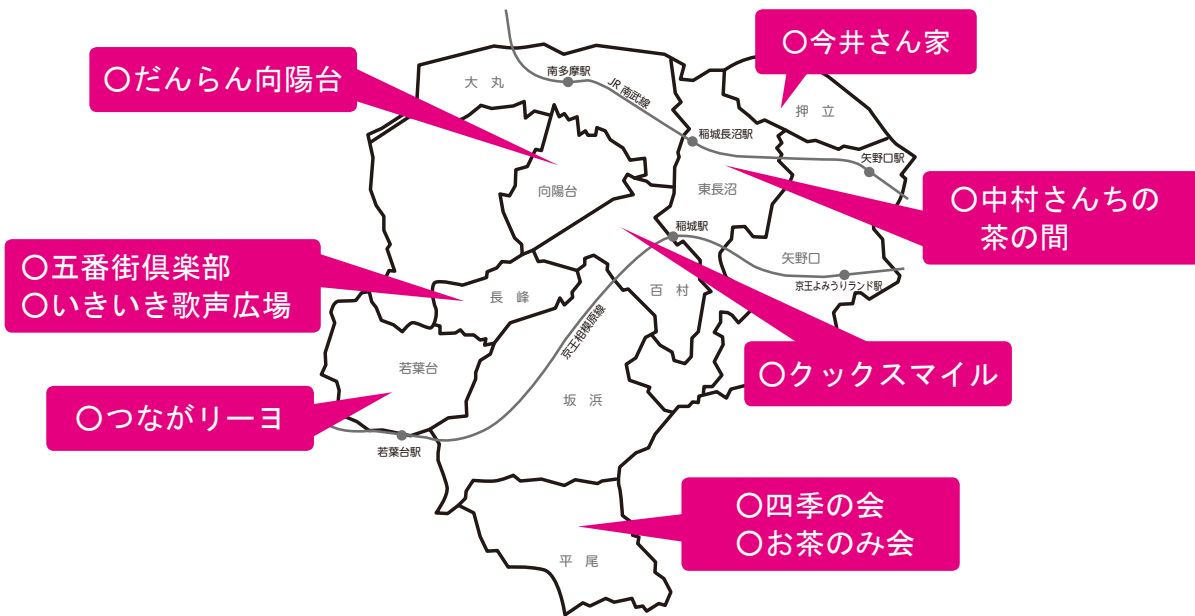 〇今井さん家
〇だんらん向陽台
大丸
南多摩駅
JR 南武線
押立
稲城長沼駅
矢野口駅
向陽台
東長沼
〇中村さんちの
茶の間
稲城駅
矢野口
京王よみうりランド駅
〇五番街倶楽部
〇いきいき歌声広場
長峰
百村
京王相模原線
若葉台
坂浜
〇クックスマイル
〇つながリーヨ
若葉台駅
〇四季の会
〇お茶のみ会
平尾